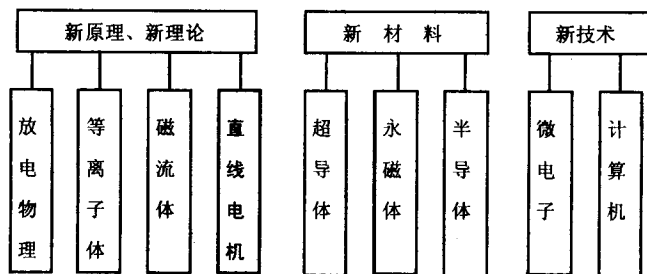 新原理、新理论
新材料
新技术
放电物理
等离子体
磁流体
直线电机
超导体
永磁体
半导体
微电子
计算机